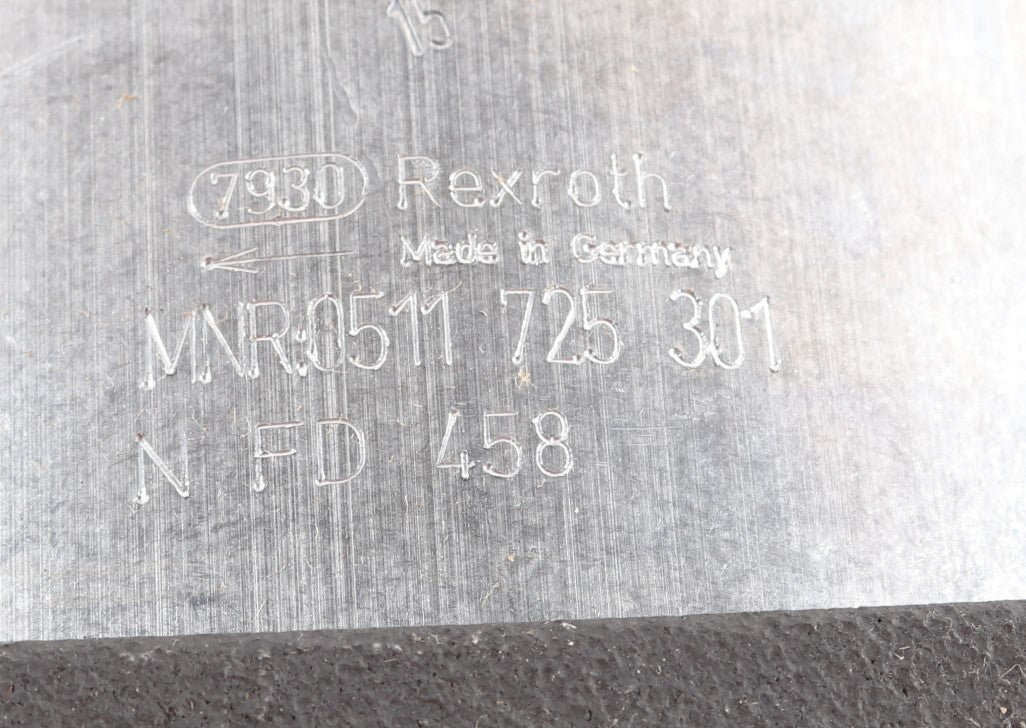 15
7930 Rexroth
Made in Germany
MNR:0511 725 301
N FD 458